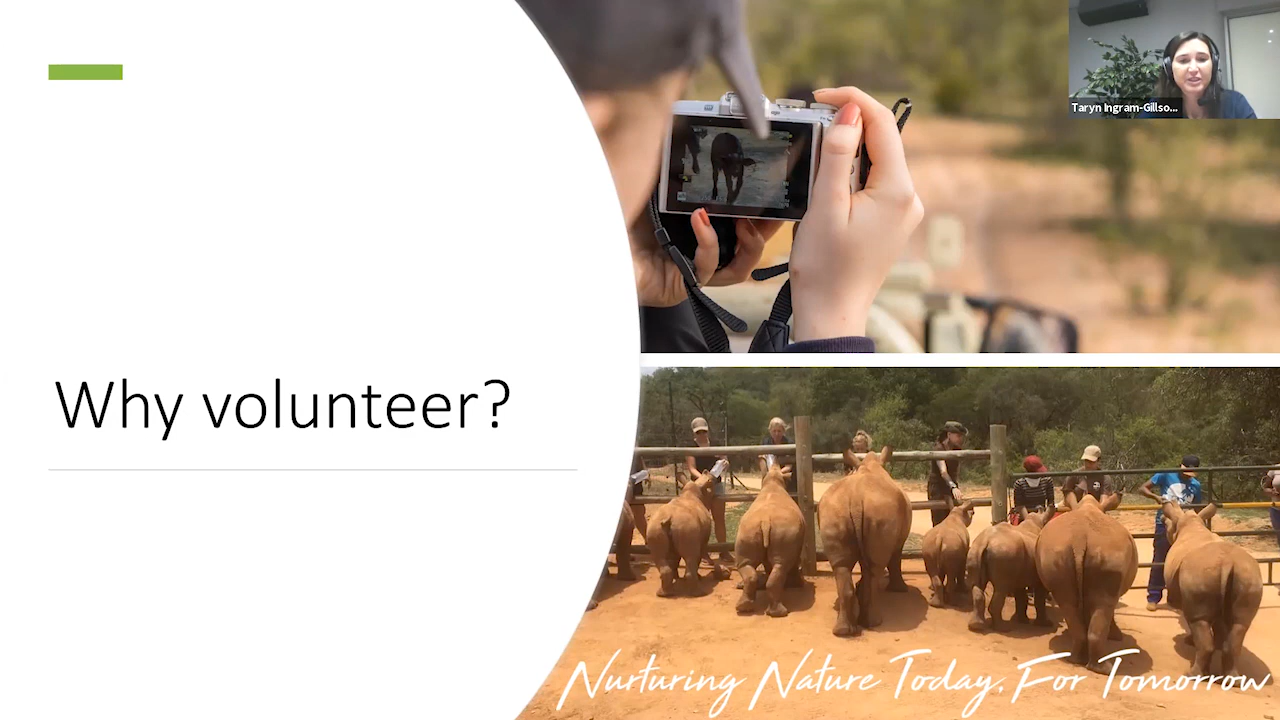 Taryn Ingram-Gillso...
Why volunteer?
Nurturing Nature Today, For Tomorrow